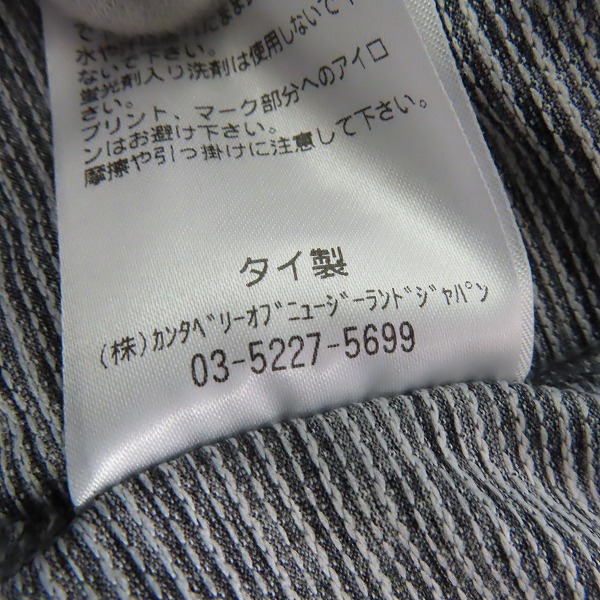 水や
ないで下さい。
蛍光剤入り洗剤は使用しないで下
さい。
プリント、マーク部分へのアイロ
ンはお避け下さい。
摩擦や引っ掛けに注意して下さい。
タイ製
(株)ｶﾝﾀﾍﾞﾘｰｵﾌﾞﾆｭｰｼﾞｰﾗﾝﾄﾞｼﾞｬﾊﾟﾝ
03-5227-5699